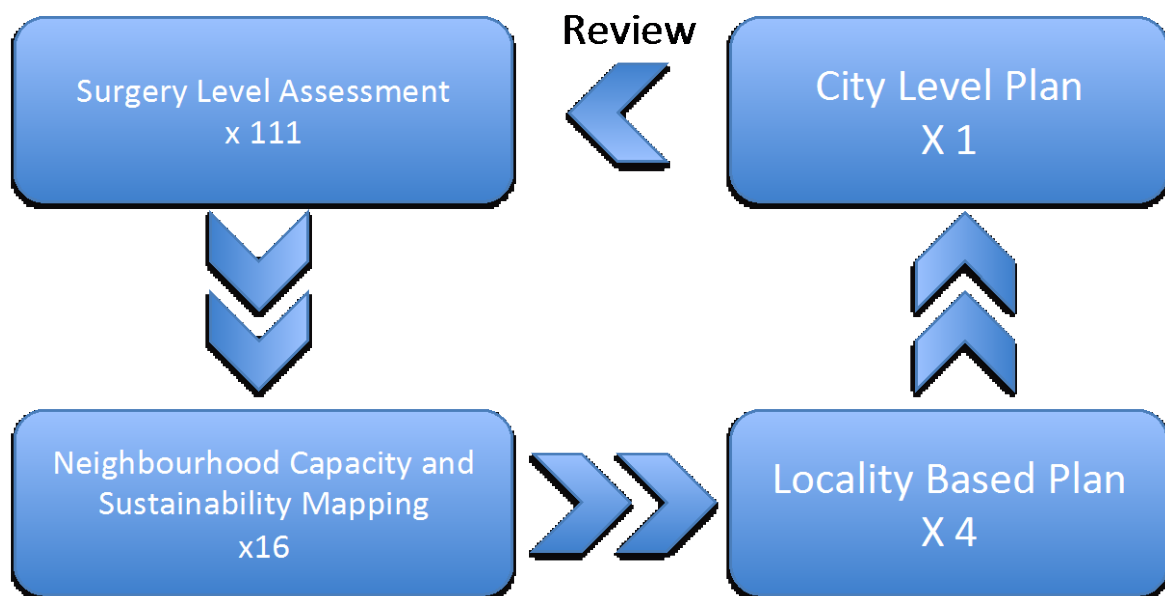 Review
Surgery Level Assessment
x 111
City Level Plan
X 1
Neighbourhood Capacity and
Sustainability Mapping
x16
Locality Based Plan
X 4